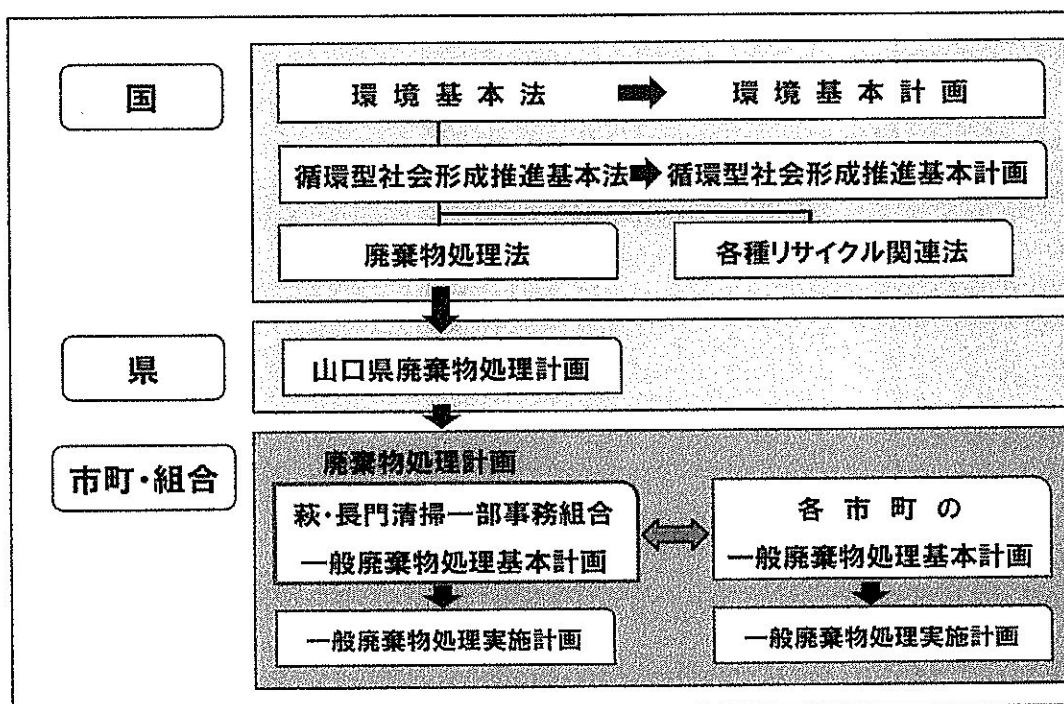 国
環境基本法 ➡ 環境基本計画
循環型社会形成推進基本法➡循環型社会形成推進基本計画
廃棄物処理法
各種リサイクル関連法
県
山口県廃棄物処理計画
市町・組合
廃棄物処理計画
萩・長門清掃一部事務組合
一般廃棄物処理基本計画
各市町の
一般廃棄物処理基本計画
一般廃棄物処理実施計画
一般廃棄物処理実施計画